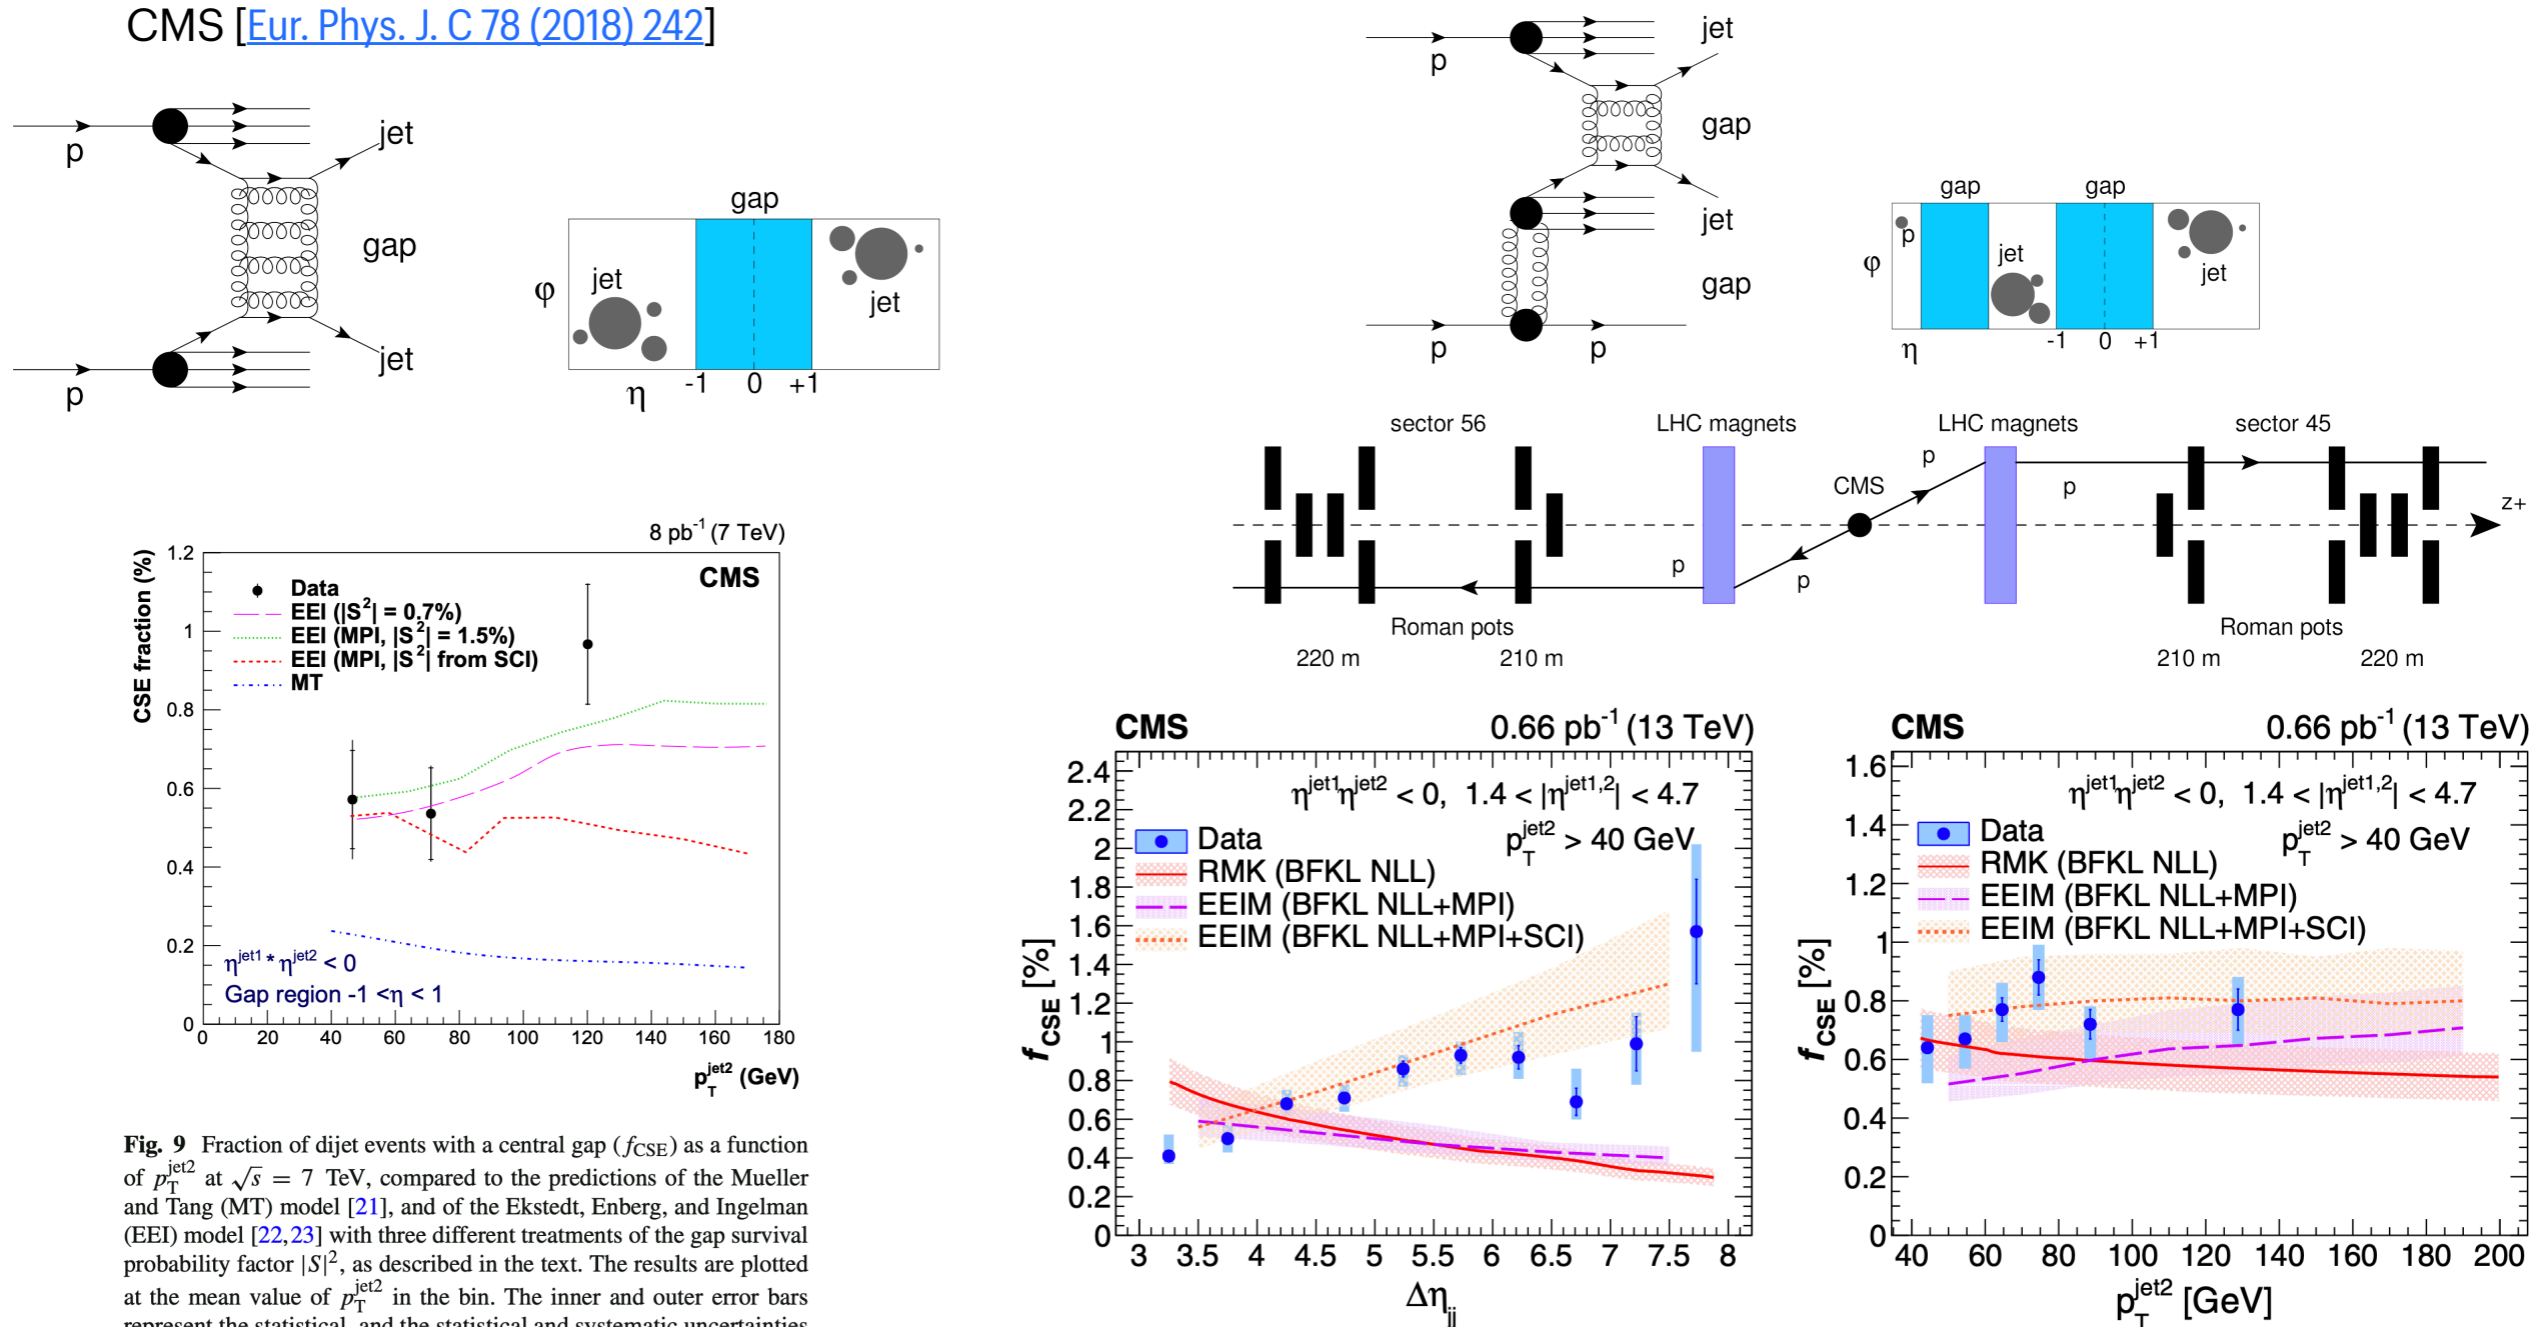 CMS [Eur. Phys. J. C 78 (2018) 242]
p
jet
gap
jet
p
gap
φ
jet
jet
-1 0 +1
η
p
jet
gap
jet
gap
p p
gap gap
p
φ
jet
jet
-1 0 +1
η
sector 56 LHC magnets LHC magnets sector 45
p
CMS
p
z+
p
p
Roman pots Roman pots
220 m 210 m 210 m 220 m
8 pb⁻¹ (7 TeV)
CMS
CSE fraction (%)
Data
EEI (|S²| = 0.7%)
EEI (MPI, |S²| = 1.5%)
EEI (MPI, |S²| from SCI)
MT
1.2
1
0.8
0.6
0.4
0.2
0
η^jet1 * η^jet2 < 0
Gap region -1 <η < 1
0 20 40 60 80 100 120 140 160 180
p_T^jet2 (GeV)
Fig. 9 Fraction of dijet events with a central gap (f_CSE) as a function
of p_T^jet2 at √s = 7 TeV, compared to the predictions of the Mueller
and Tang (MT) model [21], and of the Ekstedt, Enberg, and Ingelman
(EEI) model [22,23] with three different treatments of the gap survival
probability factor |S|², as described in the text. The results are plotted
at the mean value of p_T^jet2 in the bin. The inner and outer error bars
represent the statistical, and the statistical and systematic uncertainties
CMS 0.66 pb⁻¹ (13 TeV)
η^jet1 η^jet2 < 0, 1.4 < |η^jet1,2| < 4.7
p_T^jet2 > 40 GeV
Data
RMK (BFKL NLL)
EEIM (BFKL NLL+MPI)
EEIM (BFKL NLL+MPI+SCI)
f_CSE [%]
2.4
2.2
2
1.8
1.6
1.4
1.2
1
0.8
0.6
0.4
0.2
0
3 3.5 4 4.5 5 5.5 6 6.5 7 7.5 8
Δη_jj
CMS 0.66 pb⁻¹ (13 TeV)
η^jet1 η^jet2 < 0, 1.4 < |η^jet1,2| < 4.7
p_T^jet2 > 40 GeV
Data
RMK (BFKL NLL)
EEIM (BFKL NLL+MPI)
EEIM (BFKL NLL+MPI+SCI)
f_CSE [%]
1.6
1.4
1.2
1
0.8
0.6
0.4
0.2
0
40 60 80 100 120 140 160 180 200
p_T^jet2 [GeV]